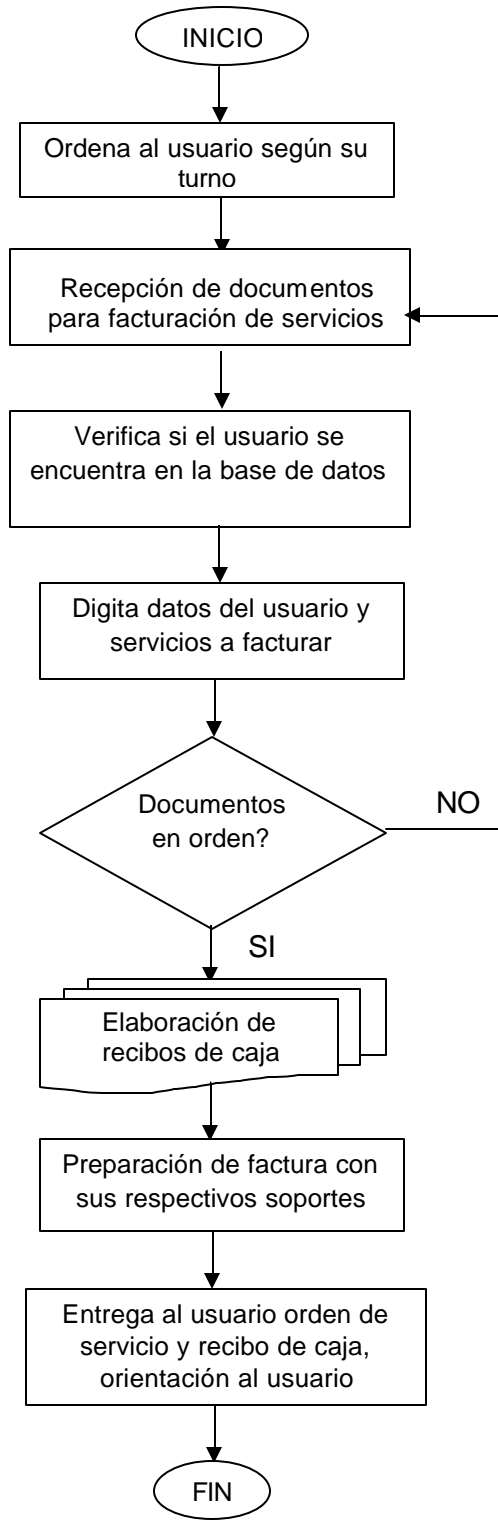 INICIO
Ordena al usuario según su
turno
Recepción de documentos
para facturación de servicios
Verifica si el usuario se
encuentra en la base de datos
Digita datos del usuario y
servicios a facturar
Documentos
en orden?
NO
SI
Elaboración de
recibos de caja
Preparación de factura con
sus respectivos soportes
Entrega al usuario orden de
servicio y recibo de caja,
orientación al usuario
FIN